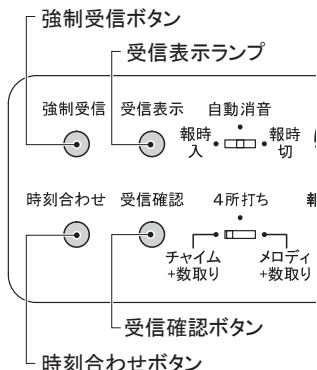 強制受信ボタン
受信表示ランプ
強制受信 受信表示 自動消音
報時 報時
入 切
時刻合わせ 受信確認 4所打ち 報
チャイム メロディ
+数取り +数取り
受信確認ボタン
時刻合わせボタン